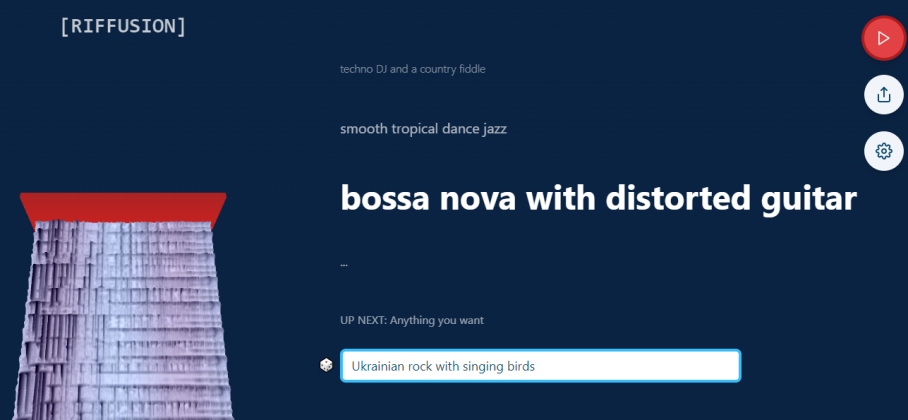 [RIFFUSION]
techno DJ and a country fiddle
smooth tropical dance jazz
bossa nova with distorted guitar
...
UP NEXT: Anything you want
Ukrainian rock with singing birds